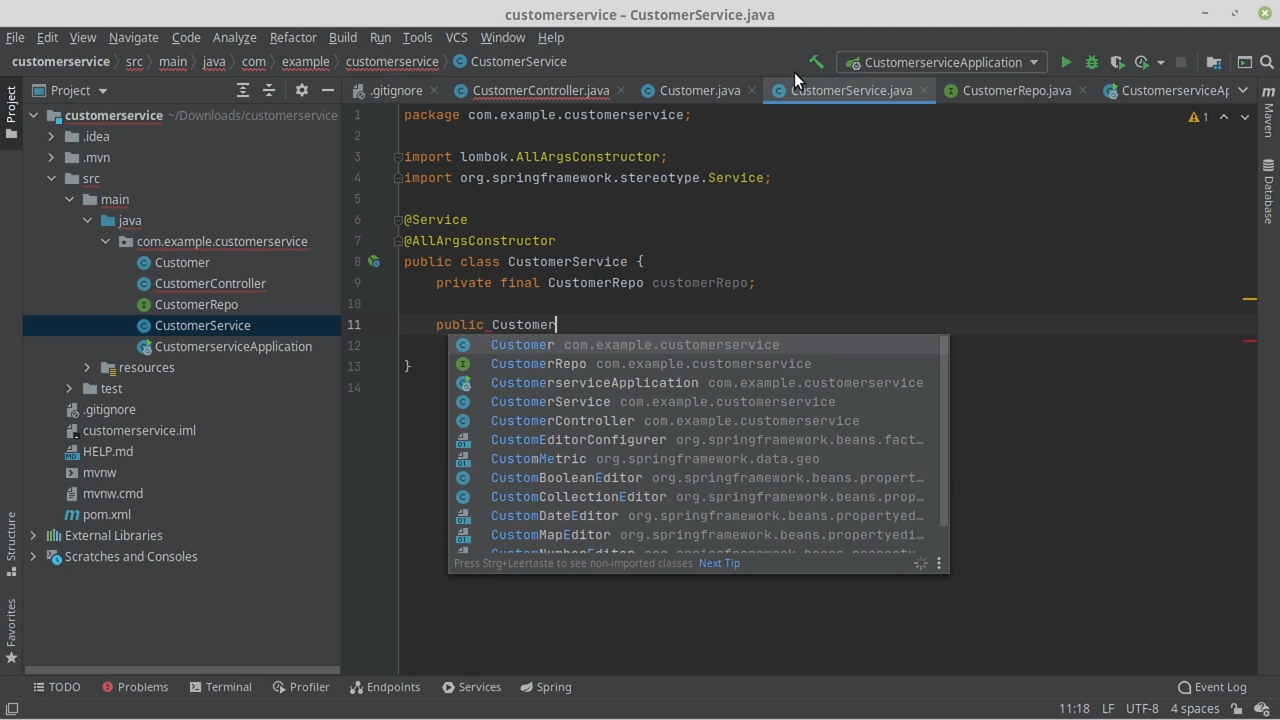 customerservice – CustomerService.java
File Edit View Navigate Code Analyze Refactor Build Run Tools VCS Window Help
customerservice src main java com example customerservice CustomerService CustomerserviceApplication
Project
.gitignore CustomerController.java Customer.java CustomerService.java CustomerRepo.java CustomerserviceAp
Project
Structure
Favorites
customerservice ~/Downloads/customerservice
.idea
.mvn
src
main
java
com.example.customerservice
Customer
CustomerController
CustomerRepo
CustomerService
CustomerserviceApplication
resources
test
.gitignore
customerservice.iml
HELP.md
mvnw
mvnw.cmd
pom.xml
External Libraries
Scratches and Consoles
1 package com.example.customerservice;
2
3 import lombok.AllArgsConstructor;
4 import org.springframework.stereotype.Service;
5
6 @Service
7 @AllArgsConstructor
8 public class CustomerService {
9 private final CustomerRepo customerRepo;
10
11 public Customer
12
13 }
14
1
Customer com.example.customerservice
CustomerRepo com.example.customerservice
CustomerserviceApplication com.example.customerservice
CustomerService com.example.customerservice
CustomerController com.example.customerservice
CustomEditorConfigurer org.springframework.beans.fact…
CustomMetric org.springframework.data.geo
CustomBooleanEditor org.springframework.beans.propert…
CustomCollectionEditor org.springframework.beans.prop…
CustomDateEditor org.springframework.beans.propertyed…
CustomMapEditor org.springframework.beans.propertyedi…
Press Strg+Leertaste to see non-imported classes Next Tip
m
Maven
Database
TODO Problems Terminal Profiler Endpoints Services Spring Event Log
11:18 LF UTF-8 4 spaces